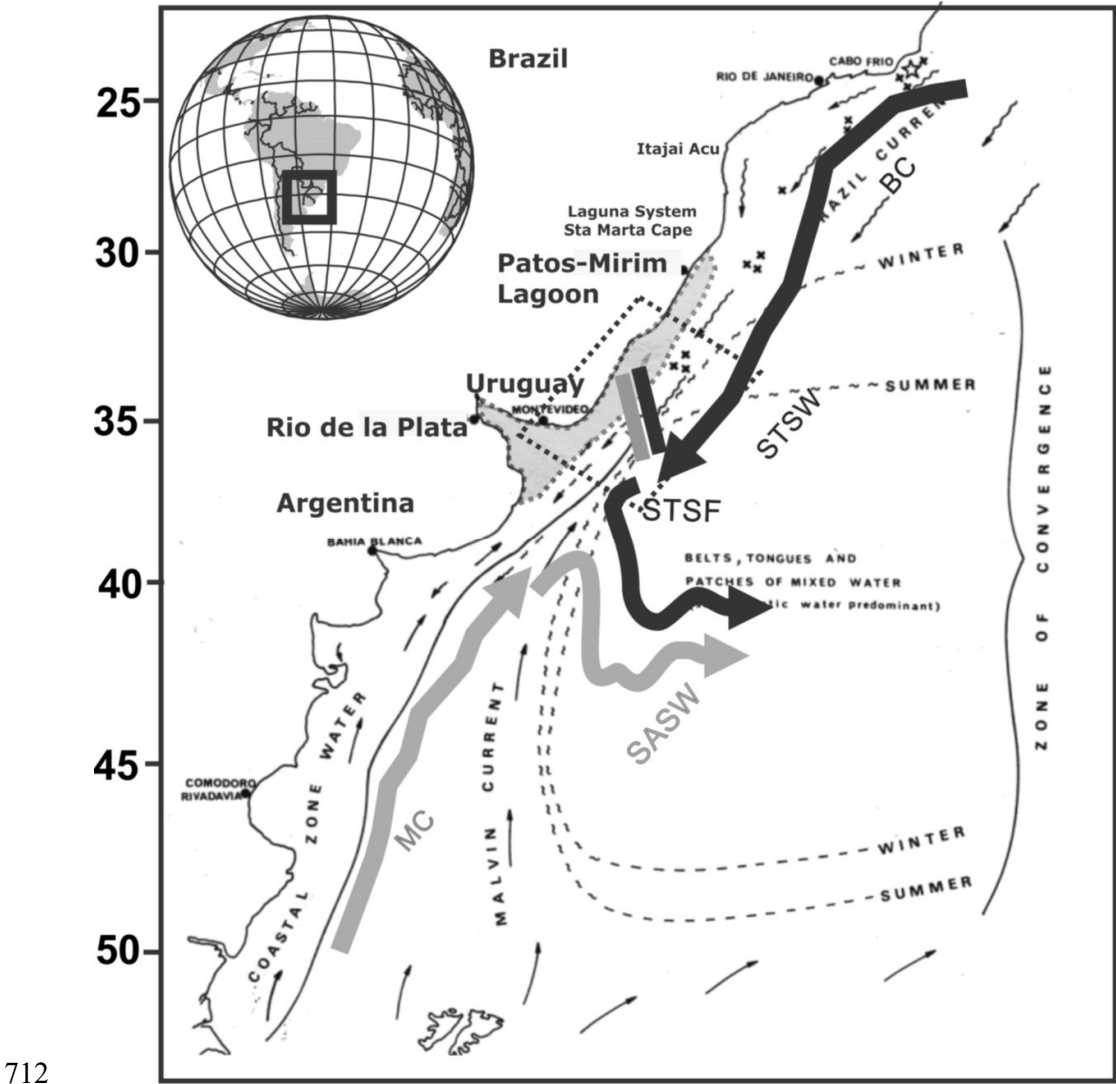 Brazil
CABO FRIO
RIO DE JANEIRO
25
BRAZIL CURREN
BC
Itajai Acu
Laguna System
Sta Marta Cape
30
WINTER
Patos-Mirim
Lagoon
Uruguay
MONTEVIDEO
SUMMER
35
Rio de la Plata
STSW
ZONE OF CONVERGENCE
Argentina
STSF
BAHIA BLANCA
BELTS, TONGUES AND
PATCHES OF MIXED WATER
40
tic water predominant)
SASW
COASTAL ZONE WATER
MALVIN CURRENT
MC
45
COMODORO
RIVADAVIA
WINTER
SUMMER
50
712